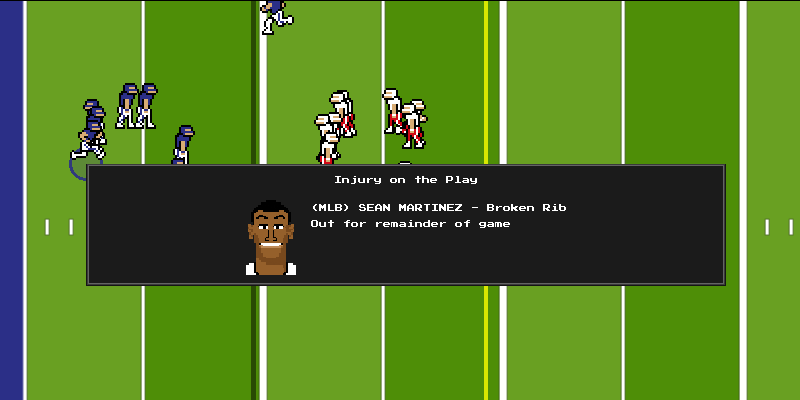 Injury on the Play
(MLB) SEAN MARTINEZ - Broken Rib
Out for remainder of game